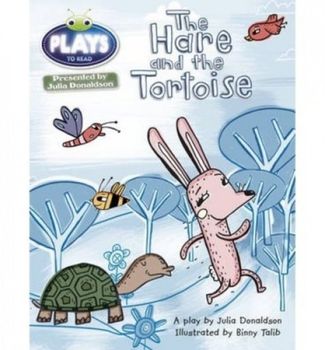 PLAYS
TO READ
Presented by
Julia Donaldson
The
Hare
and the
Tortoise
A play by Julia Donaldson
Illustrated by Binny Talib